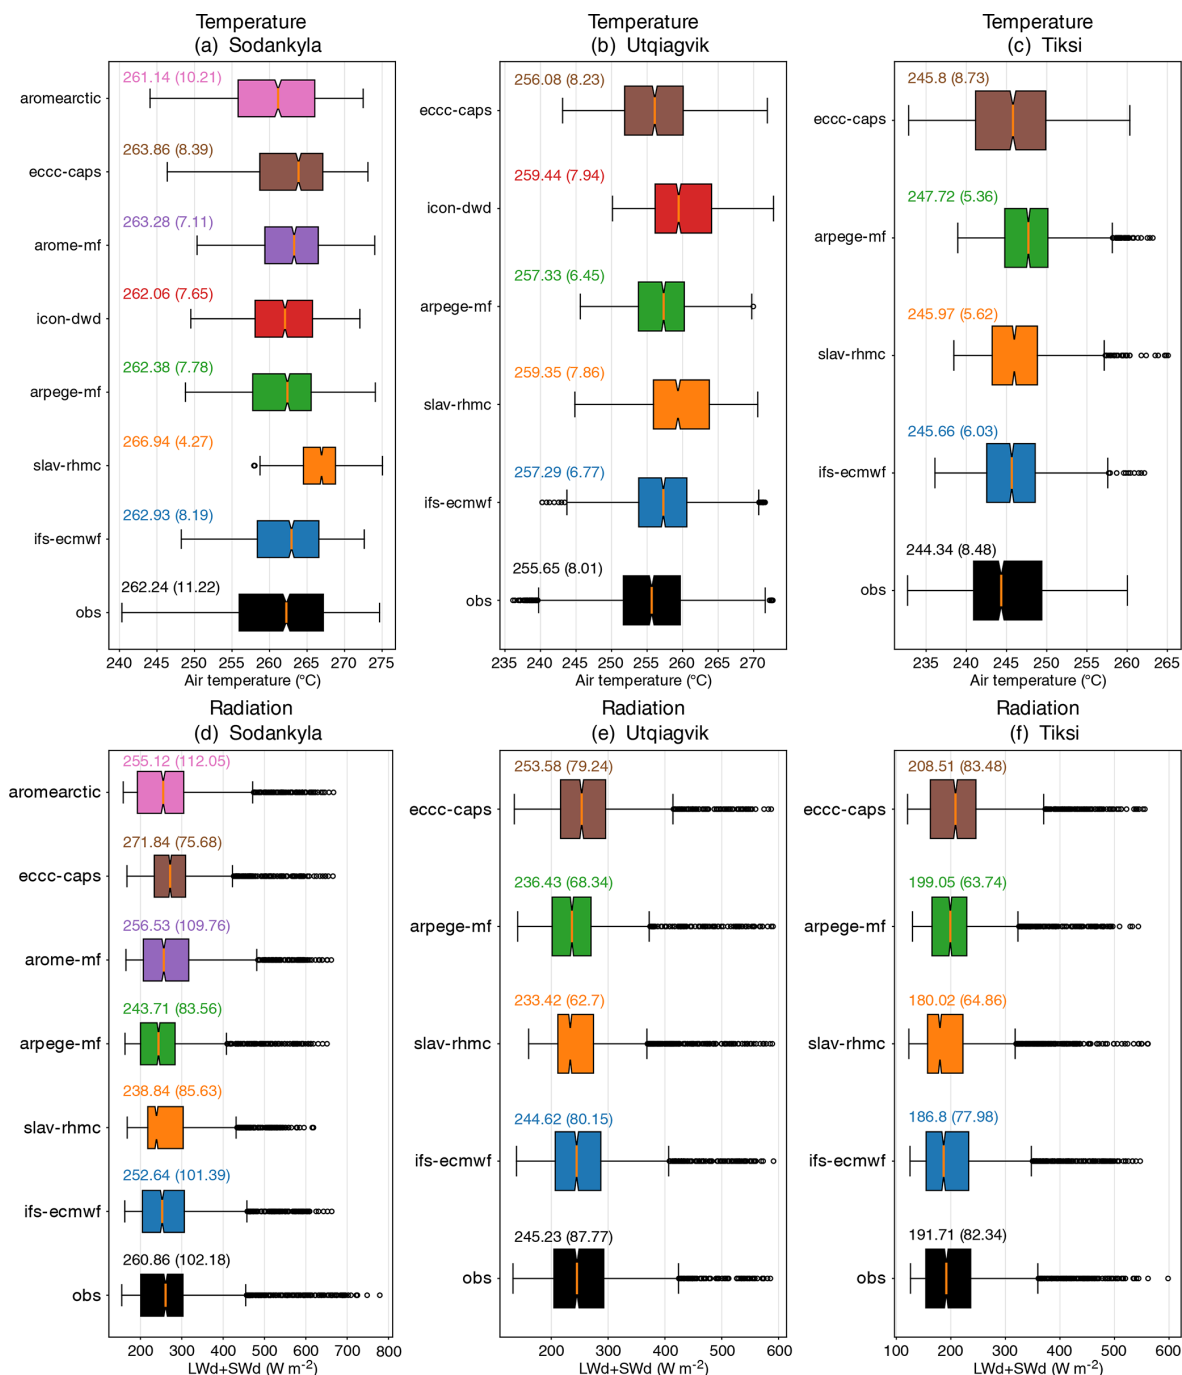 Temperature
(a) Sodankyla
261.14 (10.21)
aromearctic
263.86 (8.39)
eccc-caps
263.28 (7.11)
arome-mf
262.06 (7.65)
icon-dwd
262.38 (7.78)
arpege-mf
266.94 (4.27)
slav-rhmc
262.93 (8.19)
ifs-ecmwf
262.24 (11.22)
obs
240 245 250 255 260 265 270 275
Air temperature (°C)
Temperature
(b) Utqiagvik
256.08 (8.23)
eccc-caps
259.44 (7.94)
icon-dwd
257.33 (6.45)
arpege-mf
259.35 (7.86)
slav-rhmc
257.29 (6.77)
ifs-ecmwf
255.65 (8.01)
obs
235 240 245 250 255 260 265 270
Air temperature (°C)
Temperature
(c) Tiksi
245.8 (8.73)
eccc-caps
247.72 (5.36)
arpege-mf
245.97 (5.62)
slav-rhmc
245.66 (6.03)
ifs-ecmwf
244.34 (8.48)
obs
235 240 245 250 255 260 265
Air temperature (°C)
Radiation
(d) Sodankyla
255.12 (112.05)
aromearctic
271.84 (75.68)
eccc-caps
256.53 (109.76)
arome-mf
243.71 (83.56)
arpege-mf
238.84 (85.63)
slav-rhmc
252.64 (101.39)
ifs-ecmwf
260.86 (102.18)
obs
200 300 400 500 600 700 800
LWd+SWd (W m-2)
Radiation
(e) Utqiagvik
253.58 (79.24)
eccc-caps
236.43 (68.34)
arpege-mf
233.42 (62.7)
slav-rhmc
244.62 (80.15)
ifs-ecmwf
245.23 (87.77)
obs
200 300 400 500 600
LWd+SWd (W m-2)
Radiation
(f) Tiksi
208.51 (83.48)
eccc-caps
199.05 (63.74)
arpege-mf
180.02 (64.86)
slav-rhmc
186.8 (77.98)
ifs-ecmwf
191.71 (82.34)
obs
100 200 300 400 500 600
LWd+SWd (W m-2)